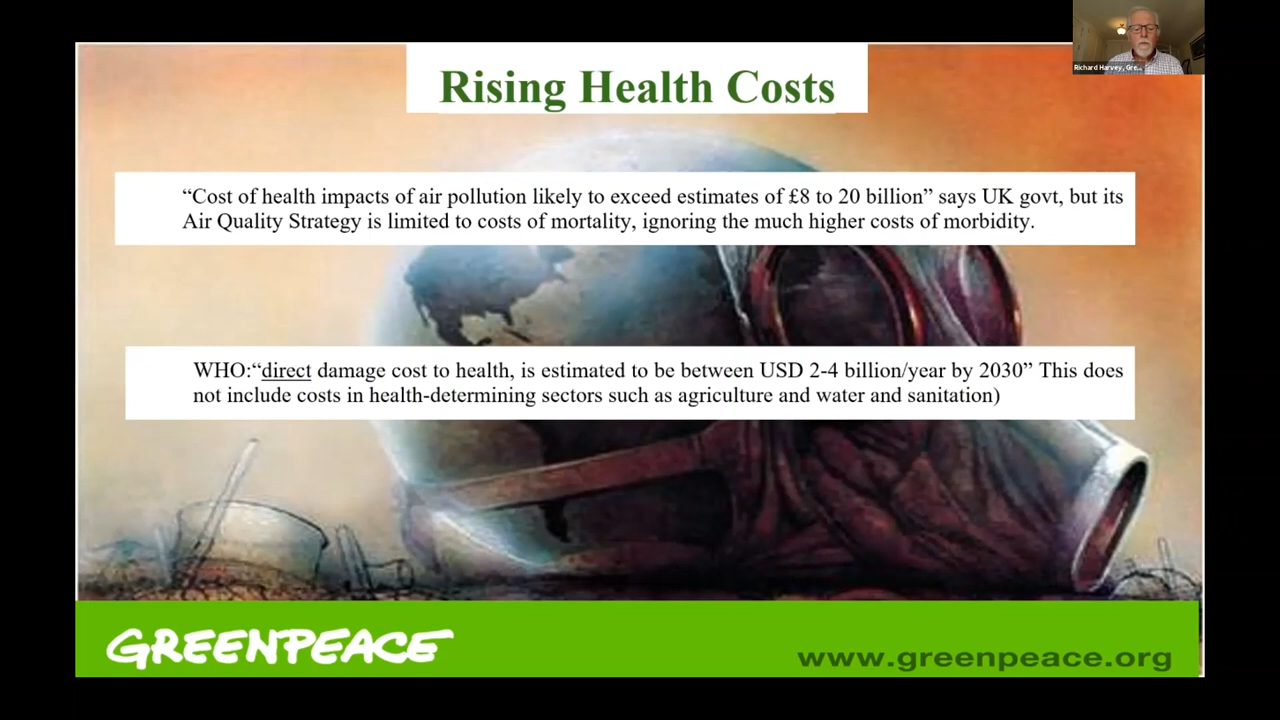 Richard Harvey, Gre...
Rising Health Costs
“Cost of health impacts of air pollution likely to exceed estimates of £8 to 20 billion” says UK govt, but its
Air Quality Strategy is limited to costs of mortality, ignoring the much higher costs of morbidity.
WHO:“direct damage cost to health, is estimated to be between USD 2-4 billion/year by 2030” This does
not include costs in health-determining sectors such as agriculture and water and sanitation)
GREENPEACE
www.greenpeace.org